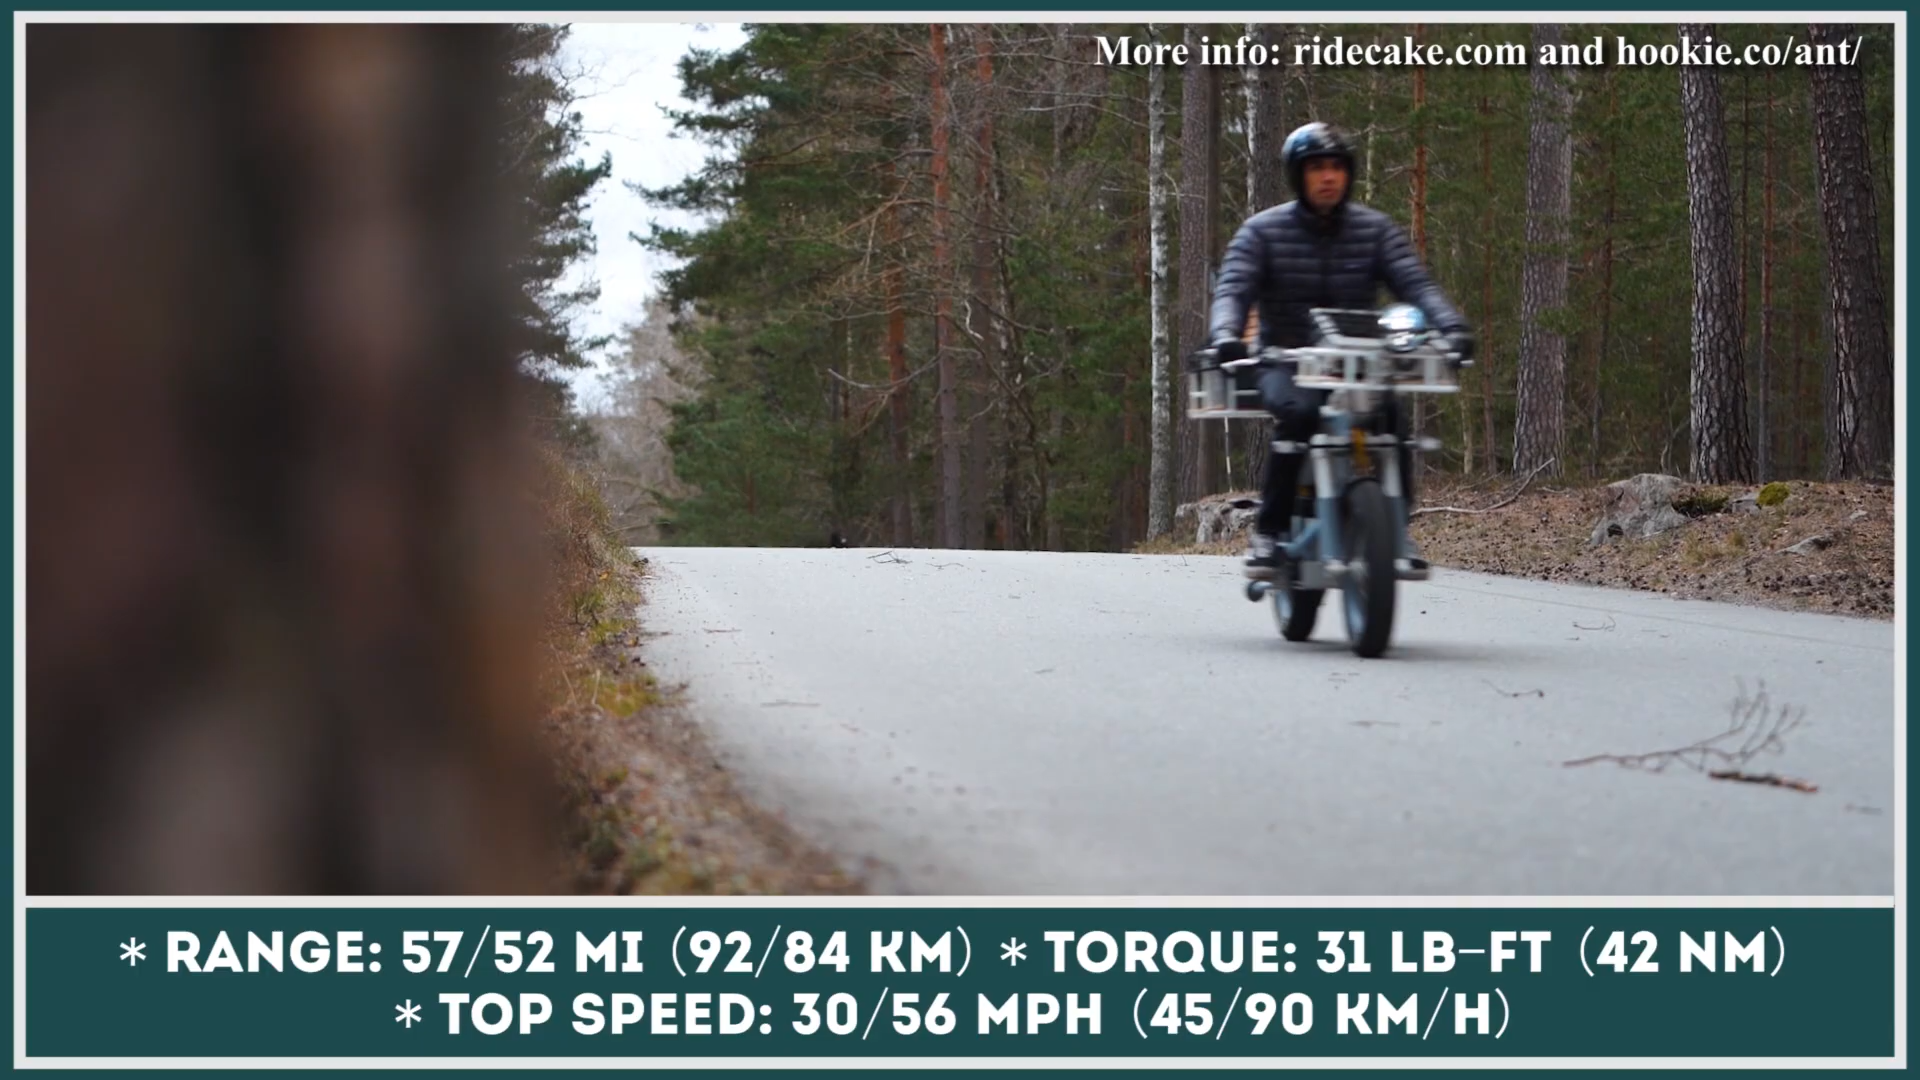 More info: ridecake.com and hookie.co/ant/
* RANGE: 57/52 MI (92/84 KM) * TORQUE: 31 LB-FT (42 NM)
* TOP SPEED: 30/56 MPH (45/90 KM/H)